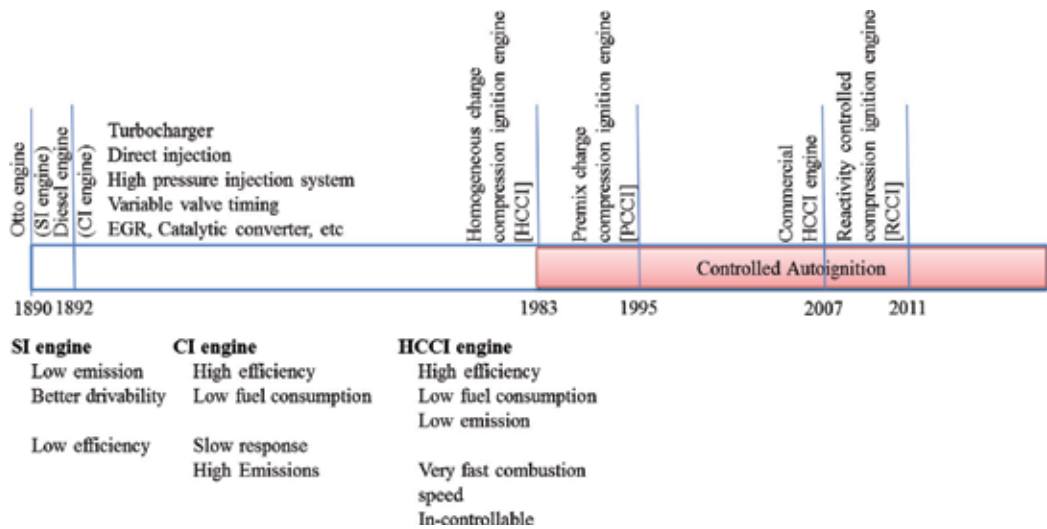 Otto engine
(SI engine)
Diesel engine
(CI engine)
Turbocharger
Direct injection
High pressure injection system
Variable valve timing
EGR, Catalytic converter, etc
Homogeneous charge
compression ignition engine
[HCCI]
Premix charge
compression ignition engine
[PCCI]
Commercial
HCCI engine
Reactivity controlled
compression ignition engine
[RCCI]
Controlled Autoignition
1890 1892 1983 1995 2007 2011
SI engine
Low emission
Better drivability
Low efficiency
CI engine
High efficiency
Low fuel consumption
Slow response
High Emissions
HCCI engine
High efficiency
Low fuel consumption
Low emission
Very fast combustion
speed
In-controllable